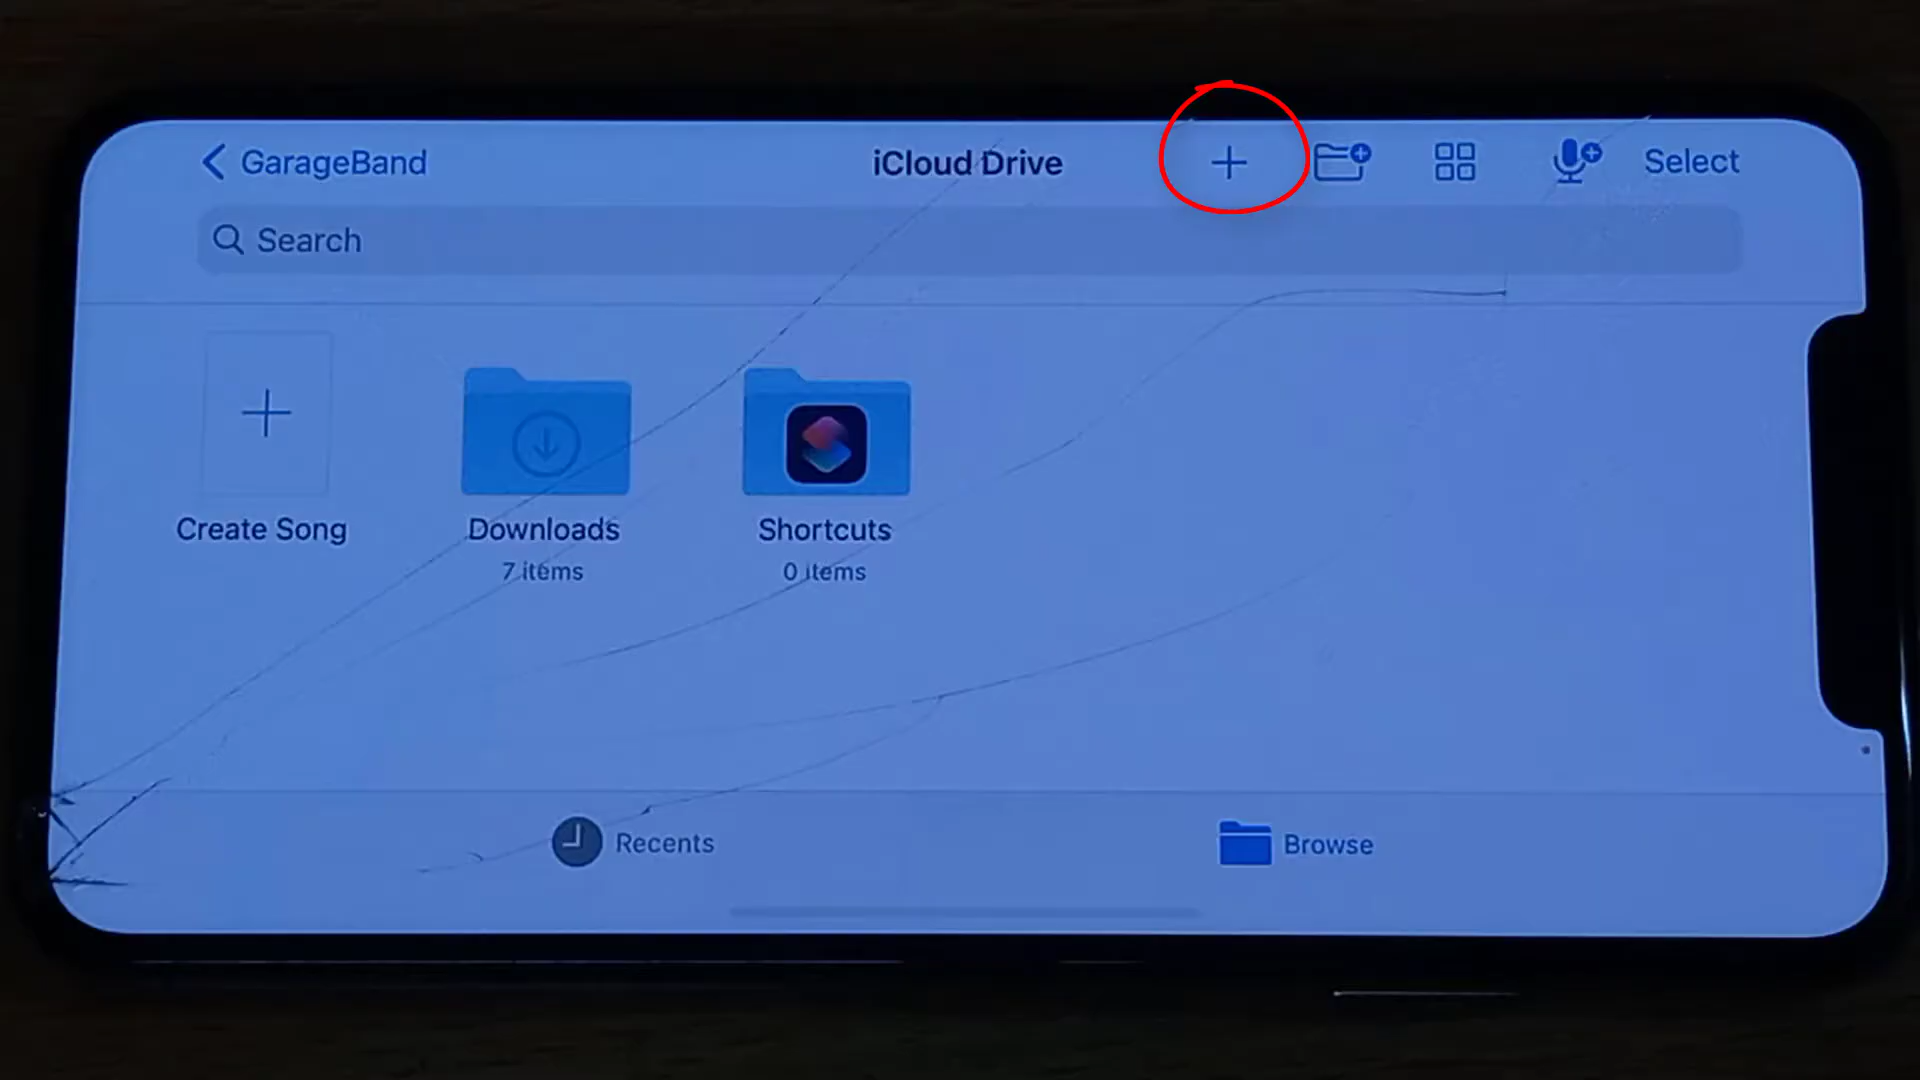 GarageBand
iCloud Drive
Select
Search
Create Song
Downloads
7 items
Shortcuts
0 items
Recents
Browse